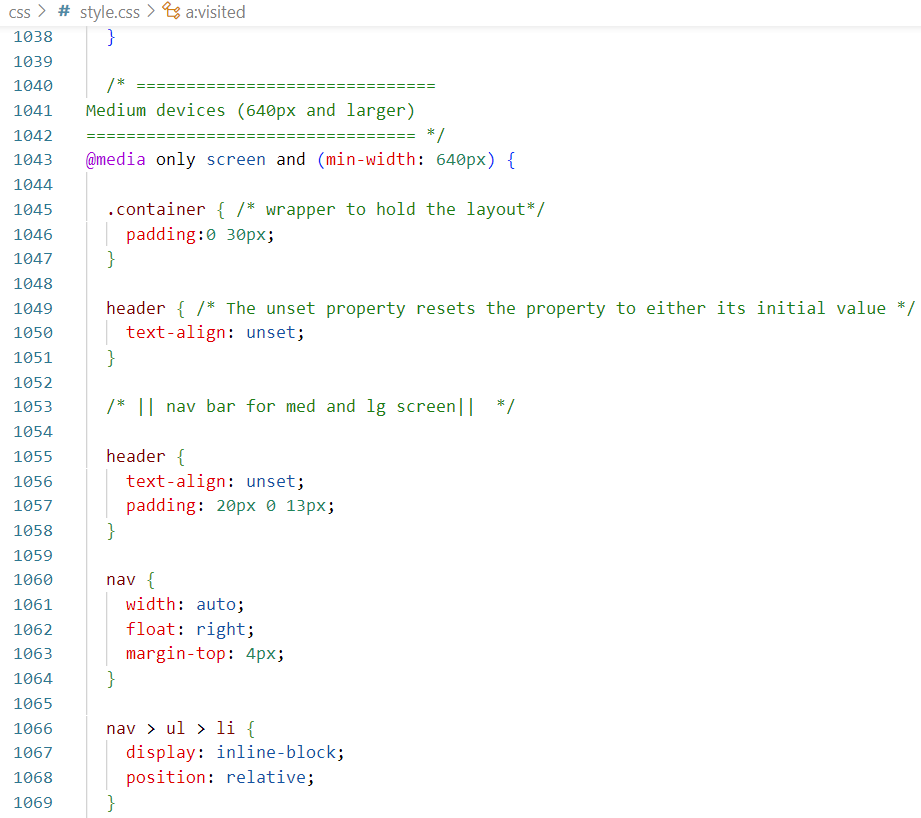 css > # style.css > a:visited
1038 }
1039
1040 /* ==============================
1041 Medium devices (640px and larger)
1042 ================================= */
1043 @media only screen and (min-width: 640px) {
1044
1045 .container { /* wrapper to hold the layout*/
1046 padding:0 30px;
1047 }
1048
1049 header { /* The unset property resets the property to either its initial value */
1050 text-align: unset;
1051 }
1052
1053 /* || nav bar for med and lg screen||  */
1054
1055 header {
1056 text-align: unset;
1057 padding: 20px 0 13px;
1058 }
1059
1060 nav {
1061 width: auto;
1062 float: right;
1063 margin-top: 4px;
1064 }
1065
1066 nav > ul > li {
1067 display: inline-block;
1068 position: relative;
1069 }